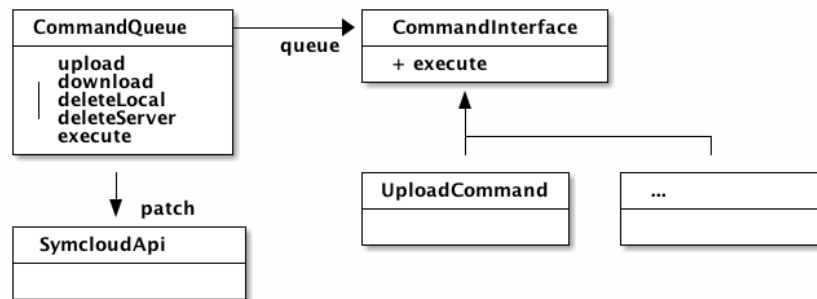 CommandQueue
upload
download
deleteLocal
deleteServer
execute
queue
CommandInterface
+ execute
patch
SymcloudApi
UploadCommand
...